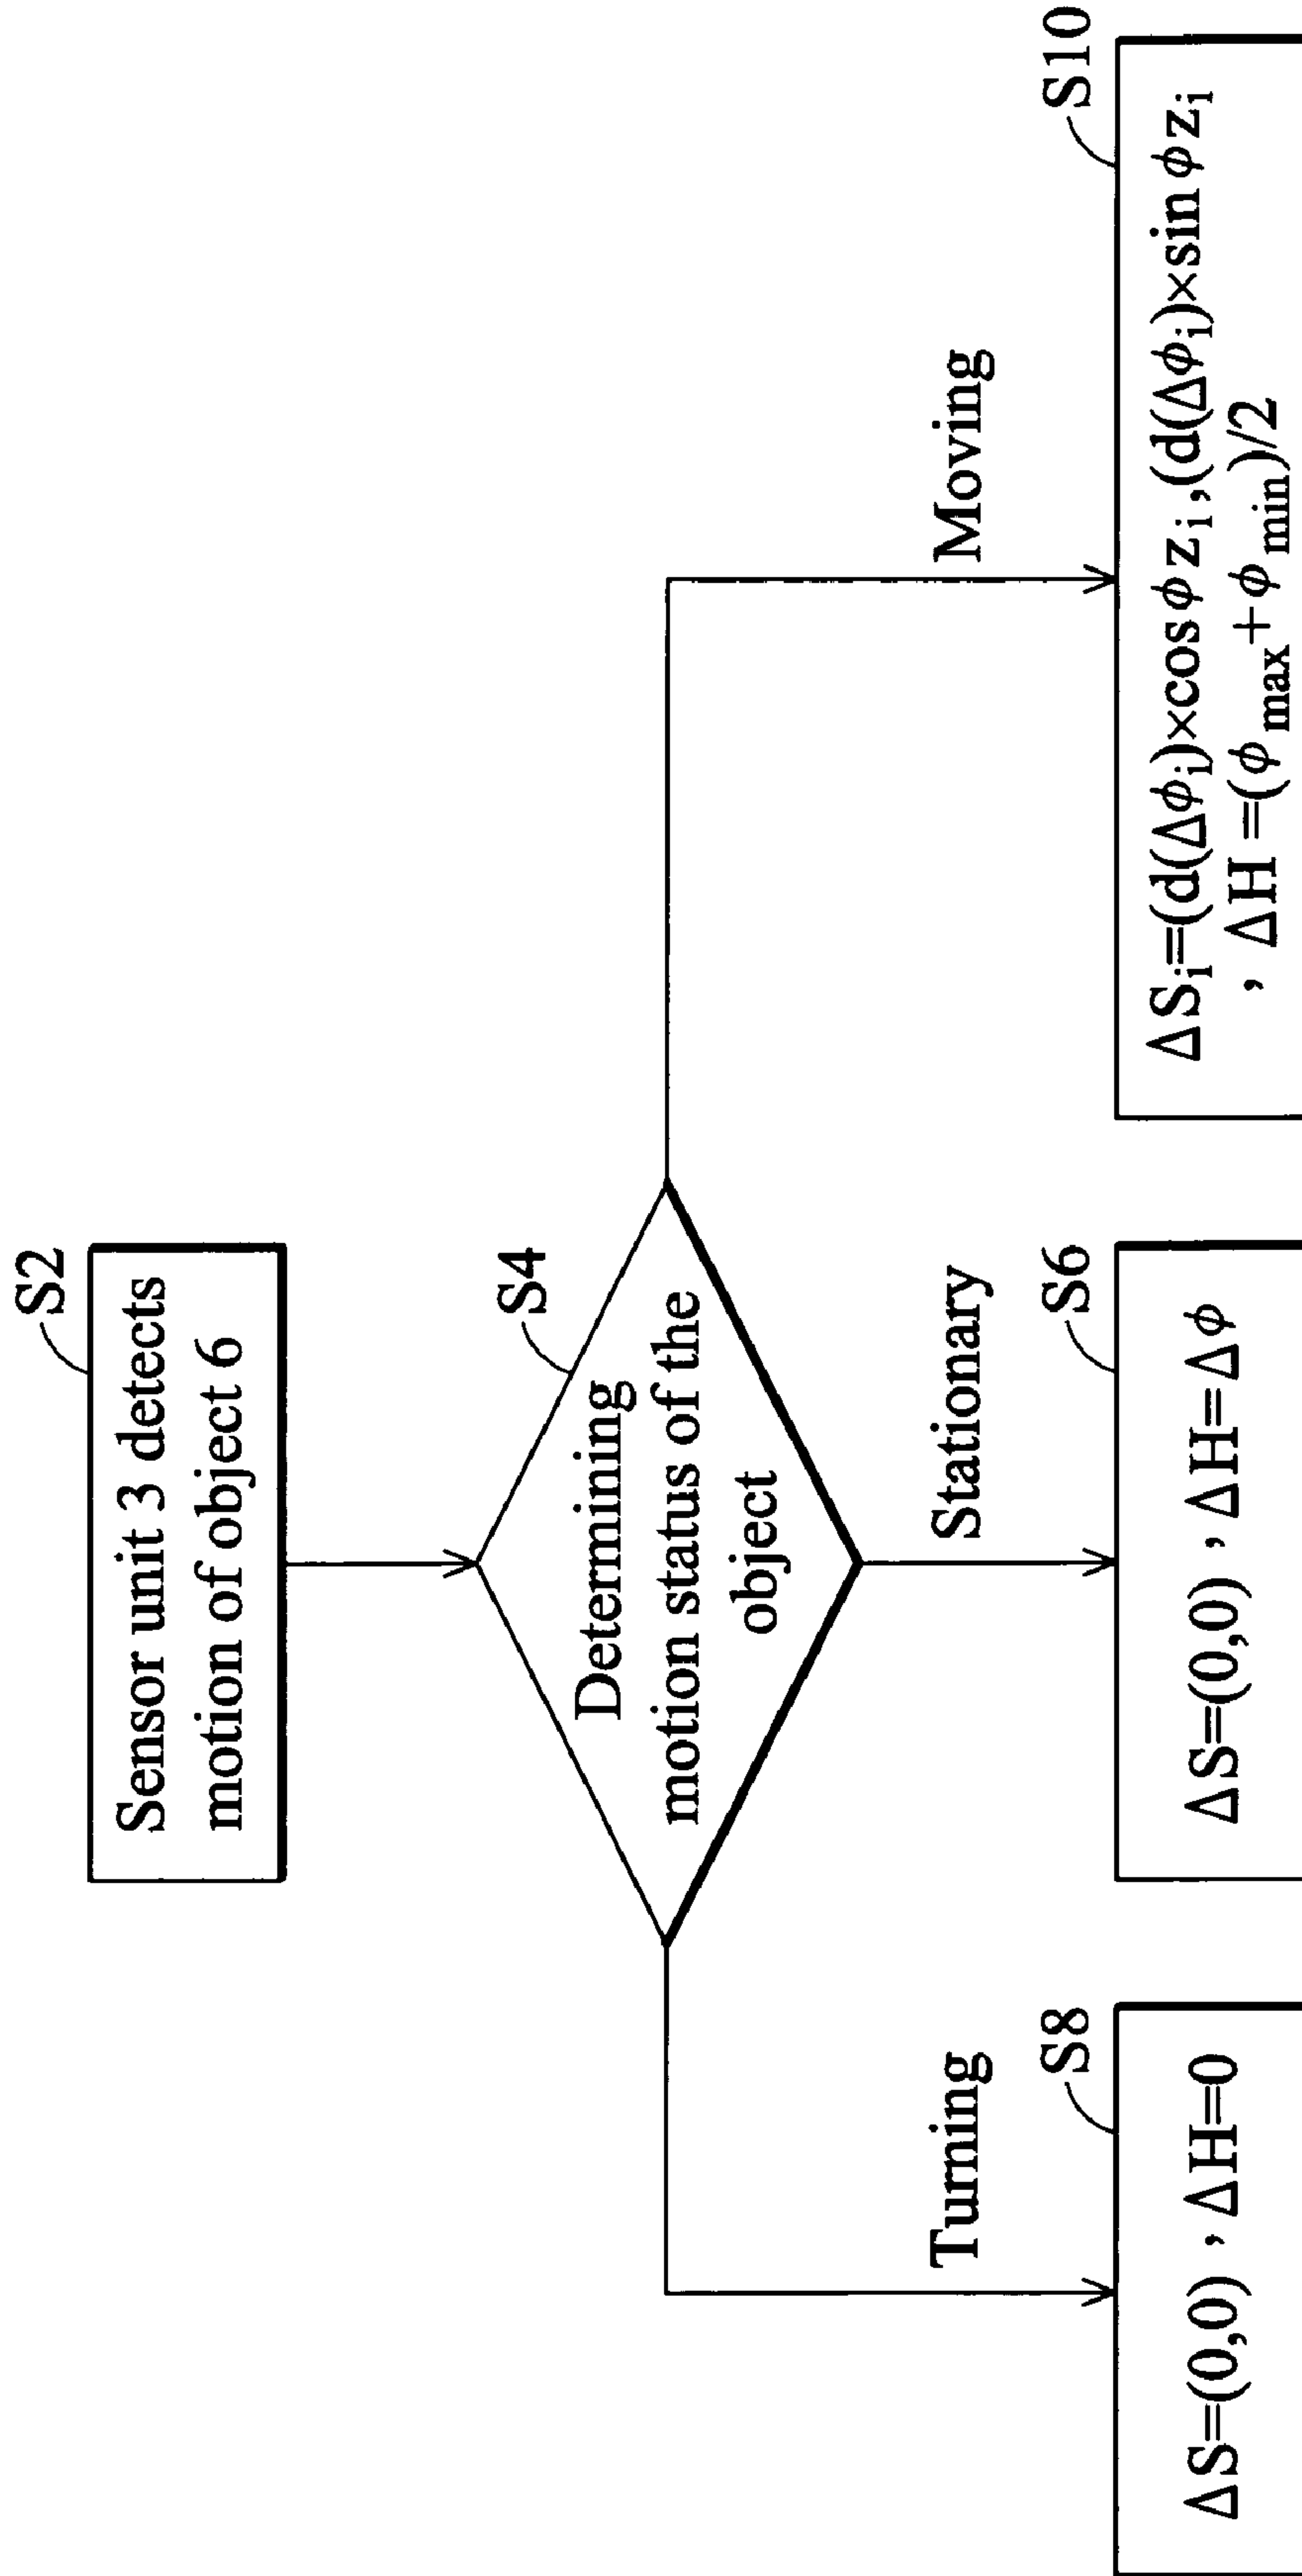 S2
Sensor unit 3 detects
motion of object 6
S4
Determining
motion status of the
object
Turning
Stationary
Moving
S8
ΔS=(0,0) , ΔH=0
S6
ΔS=(0,0) , ΔH=Δϕ
S10
ΔSᵢ=(d(Δϕᵢ)×cosϕzᵢ,(d(Δϕᵢ)×sinϕzᵢ
, ΔH =(ϕ max+ϕ min)/2